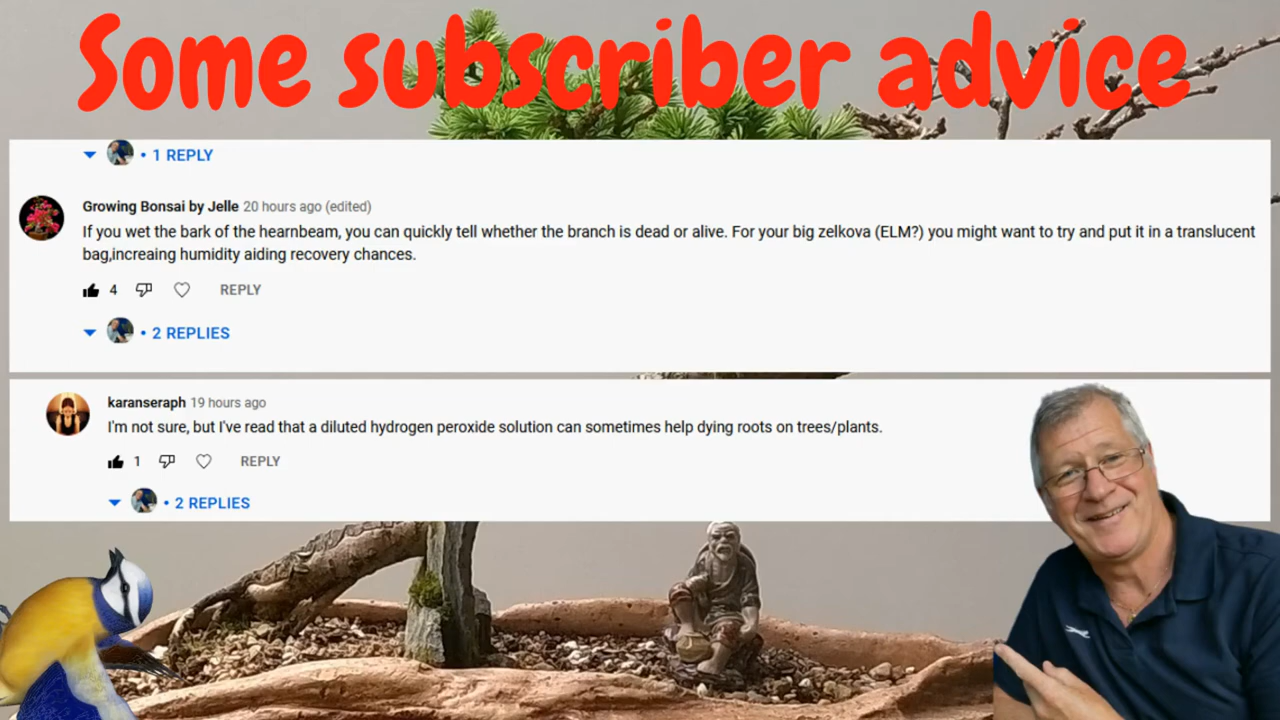 Some subscriber advice
• 1 REPLY
Growing Bonsai by Jelle 20 hours ago (edited)
If you wet the bark of the hearnbeam, you can quickly tell whether the branch is dead or alive. For your big zelkova (ELM?) you might want to try and put it in a translucent
bag,increaing humidity aiding recovery chances.
4 REPLY
• 2 REPLIES
karanseraph 19 hours ago
I'm not sure, but I've read that a diluted hydrogen peroxide solution can sometimes help dying roots on trees/plants.
1 REPLY
• 2 REPLIES